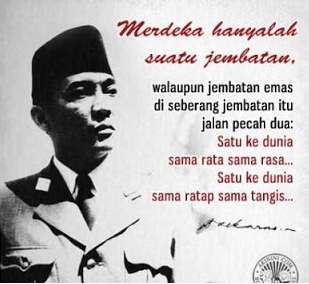 Merdeka hanyalah
suatu jembatan,
walaupun jembatan emas
di seberang jembatan itu
jalan pecah dua:
Satu ke dunia
sama rata sama rasa...
Satu ke dunia
sama ratap sama tangis...